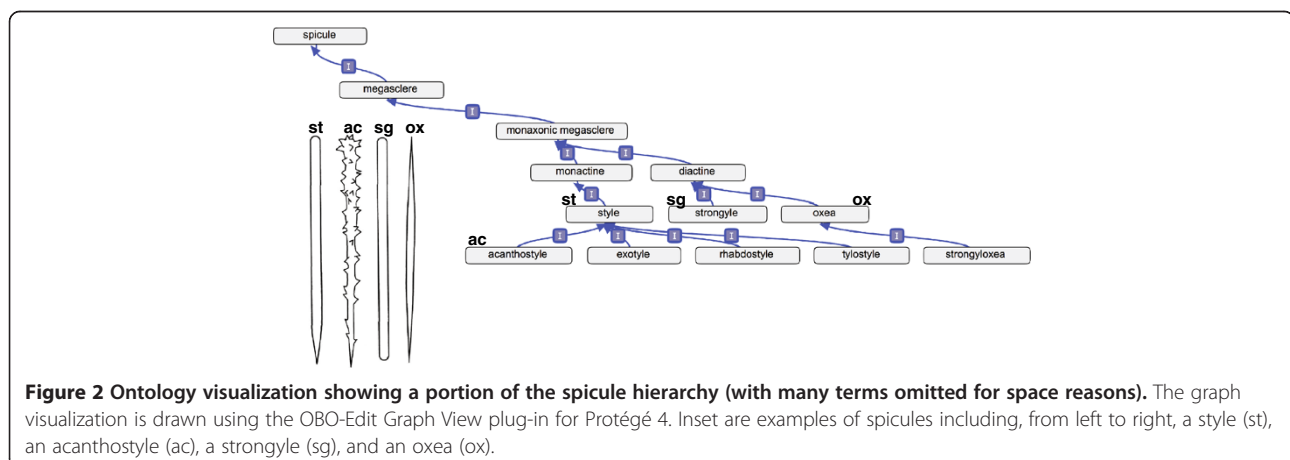 spicule
I
megasclere
I
st ac sg ox
monaxonic megasclere
I I
monactine diactine
I I I
st sg ox
style strongyle oxea
ac I I I I I
acanthostyle exotyle rhabdostyle tylostyle strongyloxea
Figure 2 Ontology visualization showing a portion of the spicule hierarchy (with many terms omitted for space reasons). The graph
visualization is drawn using the OBO-Edit Graph View plug-in for Protégé 4. Inset are examples of spicules including, from left to right, a style (st),
an acanthostyle (ac), a strongyle (sg), and an oxea (ox).